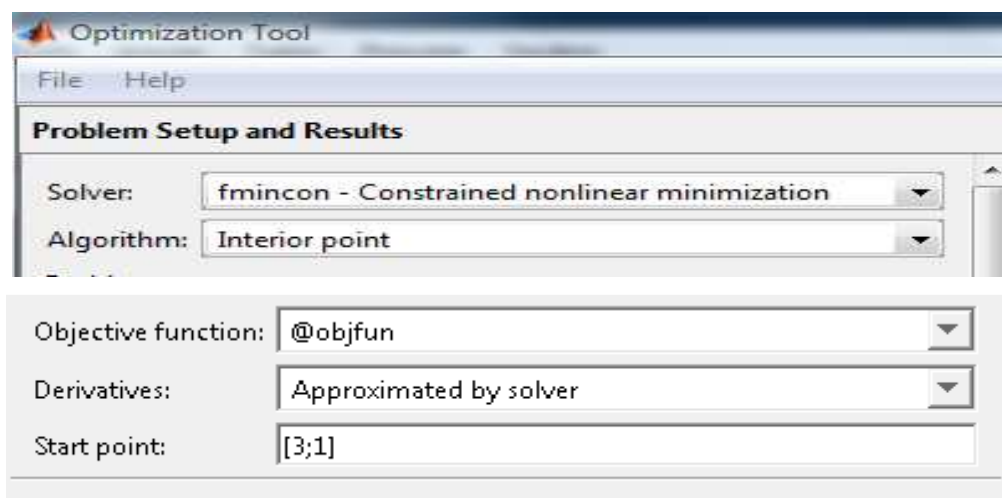 Optimization Tool
File Help
Problem Setup and Results
Solver: fmincon - Constrained nonlinear minimization
Algorithm: Interior point
Objective function: @objfun
Derivatives: Approximated by solver
Start point: [3;1]